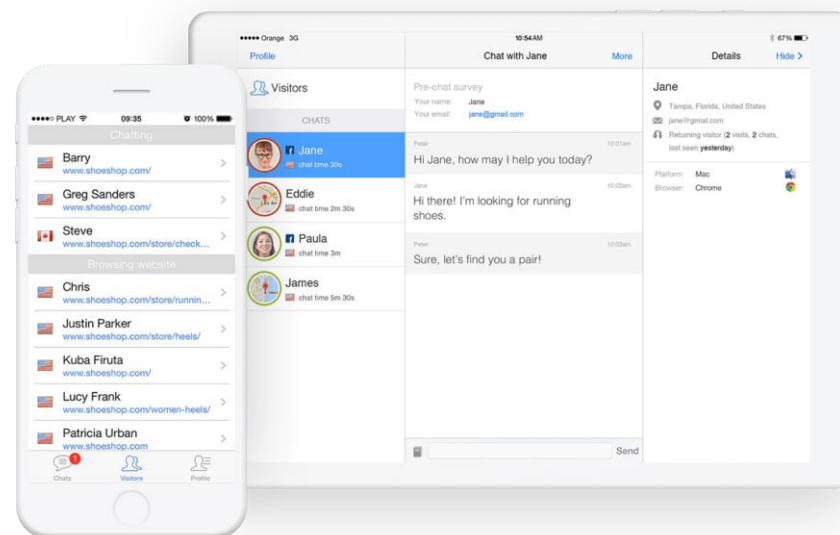 PLAY 09:35 100%
Chatting
Barry
www.shoeshop.com/
Greg Sanders
www.shoeshop.com/
Steve
www.shoeshop.com/store/check...
Browsing website
Chris
www.shoeshop.com/store/runnin...
Justin Parker
www.shoeshop.com/store/heels/
Kuba Firuta
www.shoeshop.com/
Lucy Frank
www.shoeshop.com/women-heels/
Patricia Urban
www.shoeshop.com
1
Chats Visitors Profile
Orange 3G 10:54AM 67%
Profile
Visitors
CHATS
Jane
chat time 30s
Eddie
chat time 2m 30s
Paula
chat time 3m
James
chat time 5m 30s
Chat with Jane More
Pre-chat survey
Your name: Jane
Your email: jane@gmail.com
Peter 10:01am
Hi Jane, how may I help you today?
Jane 10:02am
Hi there! I'm looking for running
shoes.
Peter 10:03am
Sure, let's find you a pair!
Send
Details Hide >
Jane
Tampa, Florida, United States
jane@gmial.com
Returning visitor (2 visits, 2 chats,
last seen yesterday)
Platform: Mac
Browser: Chrome